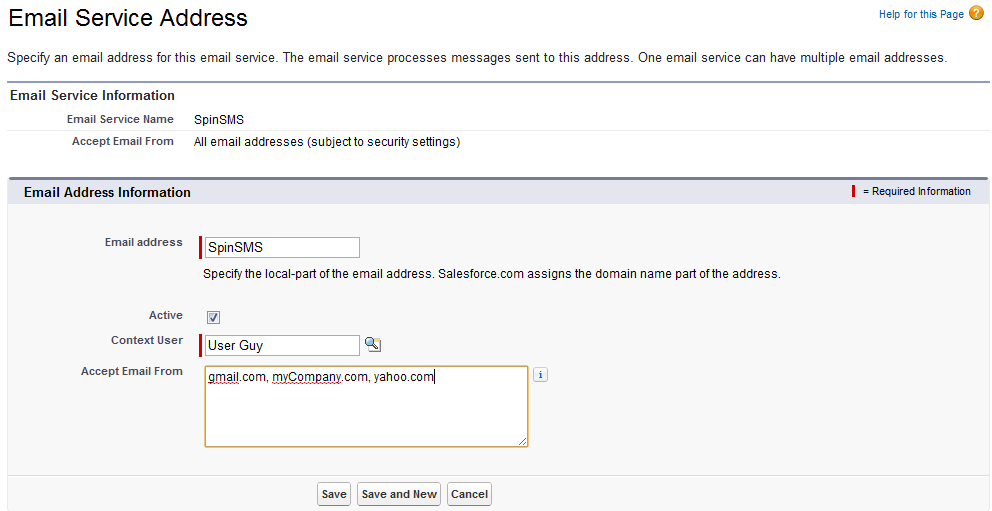 Email Service Address
Help for this Page ?
Specify an email address for this email service. The email service processes messages sent to this address. One email service can have multiple email addresses.
Email Service Information
Email Service Name SpinSMS
Accept Email From All email addresses (subject to security settings)
Email Address Information
= Required Information
Email address SpinSMS
Specify the local-part of the email address. Salesforce.com assigns the domain name part of the address.
Active
Context User User Guy
Accept Email From gmail.com, myCompany.com, yahoo.com
i
Save Save and New Cancel